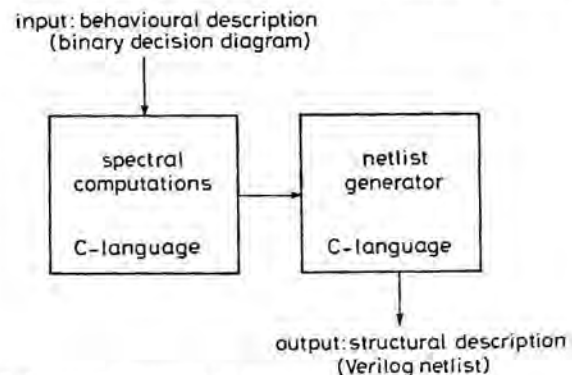 input: behavioural description
(binary decision diagram)
spectral
computations
C-language
netlist
generator
C-language
output: structural description
(Verilog netlist)